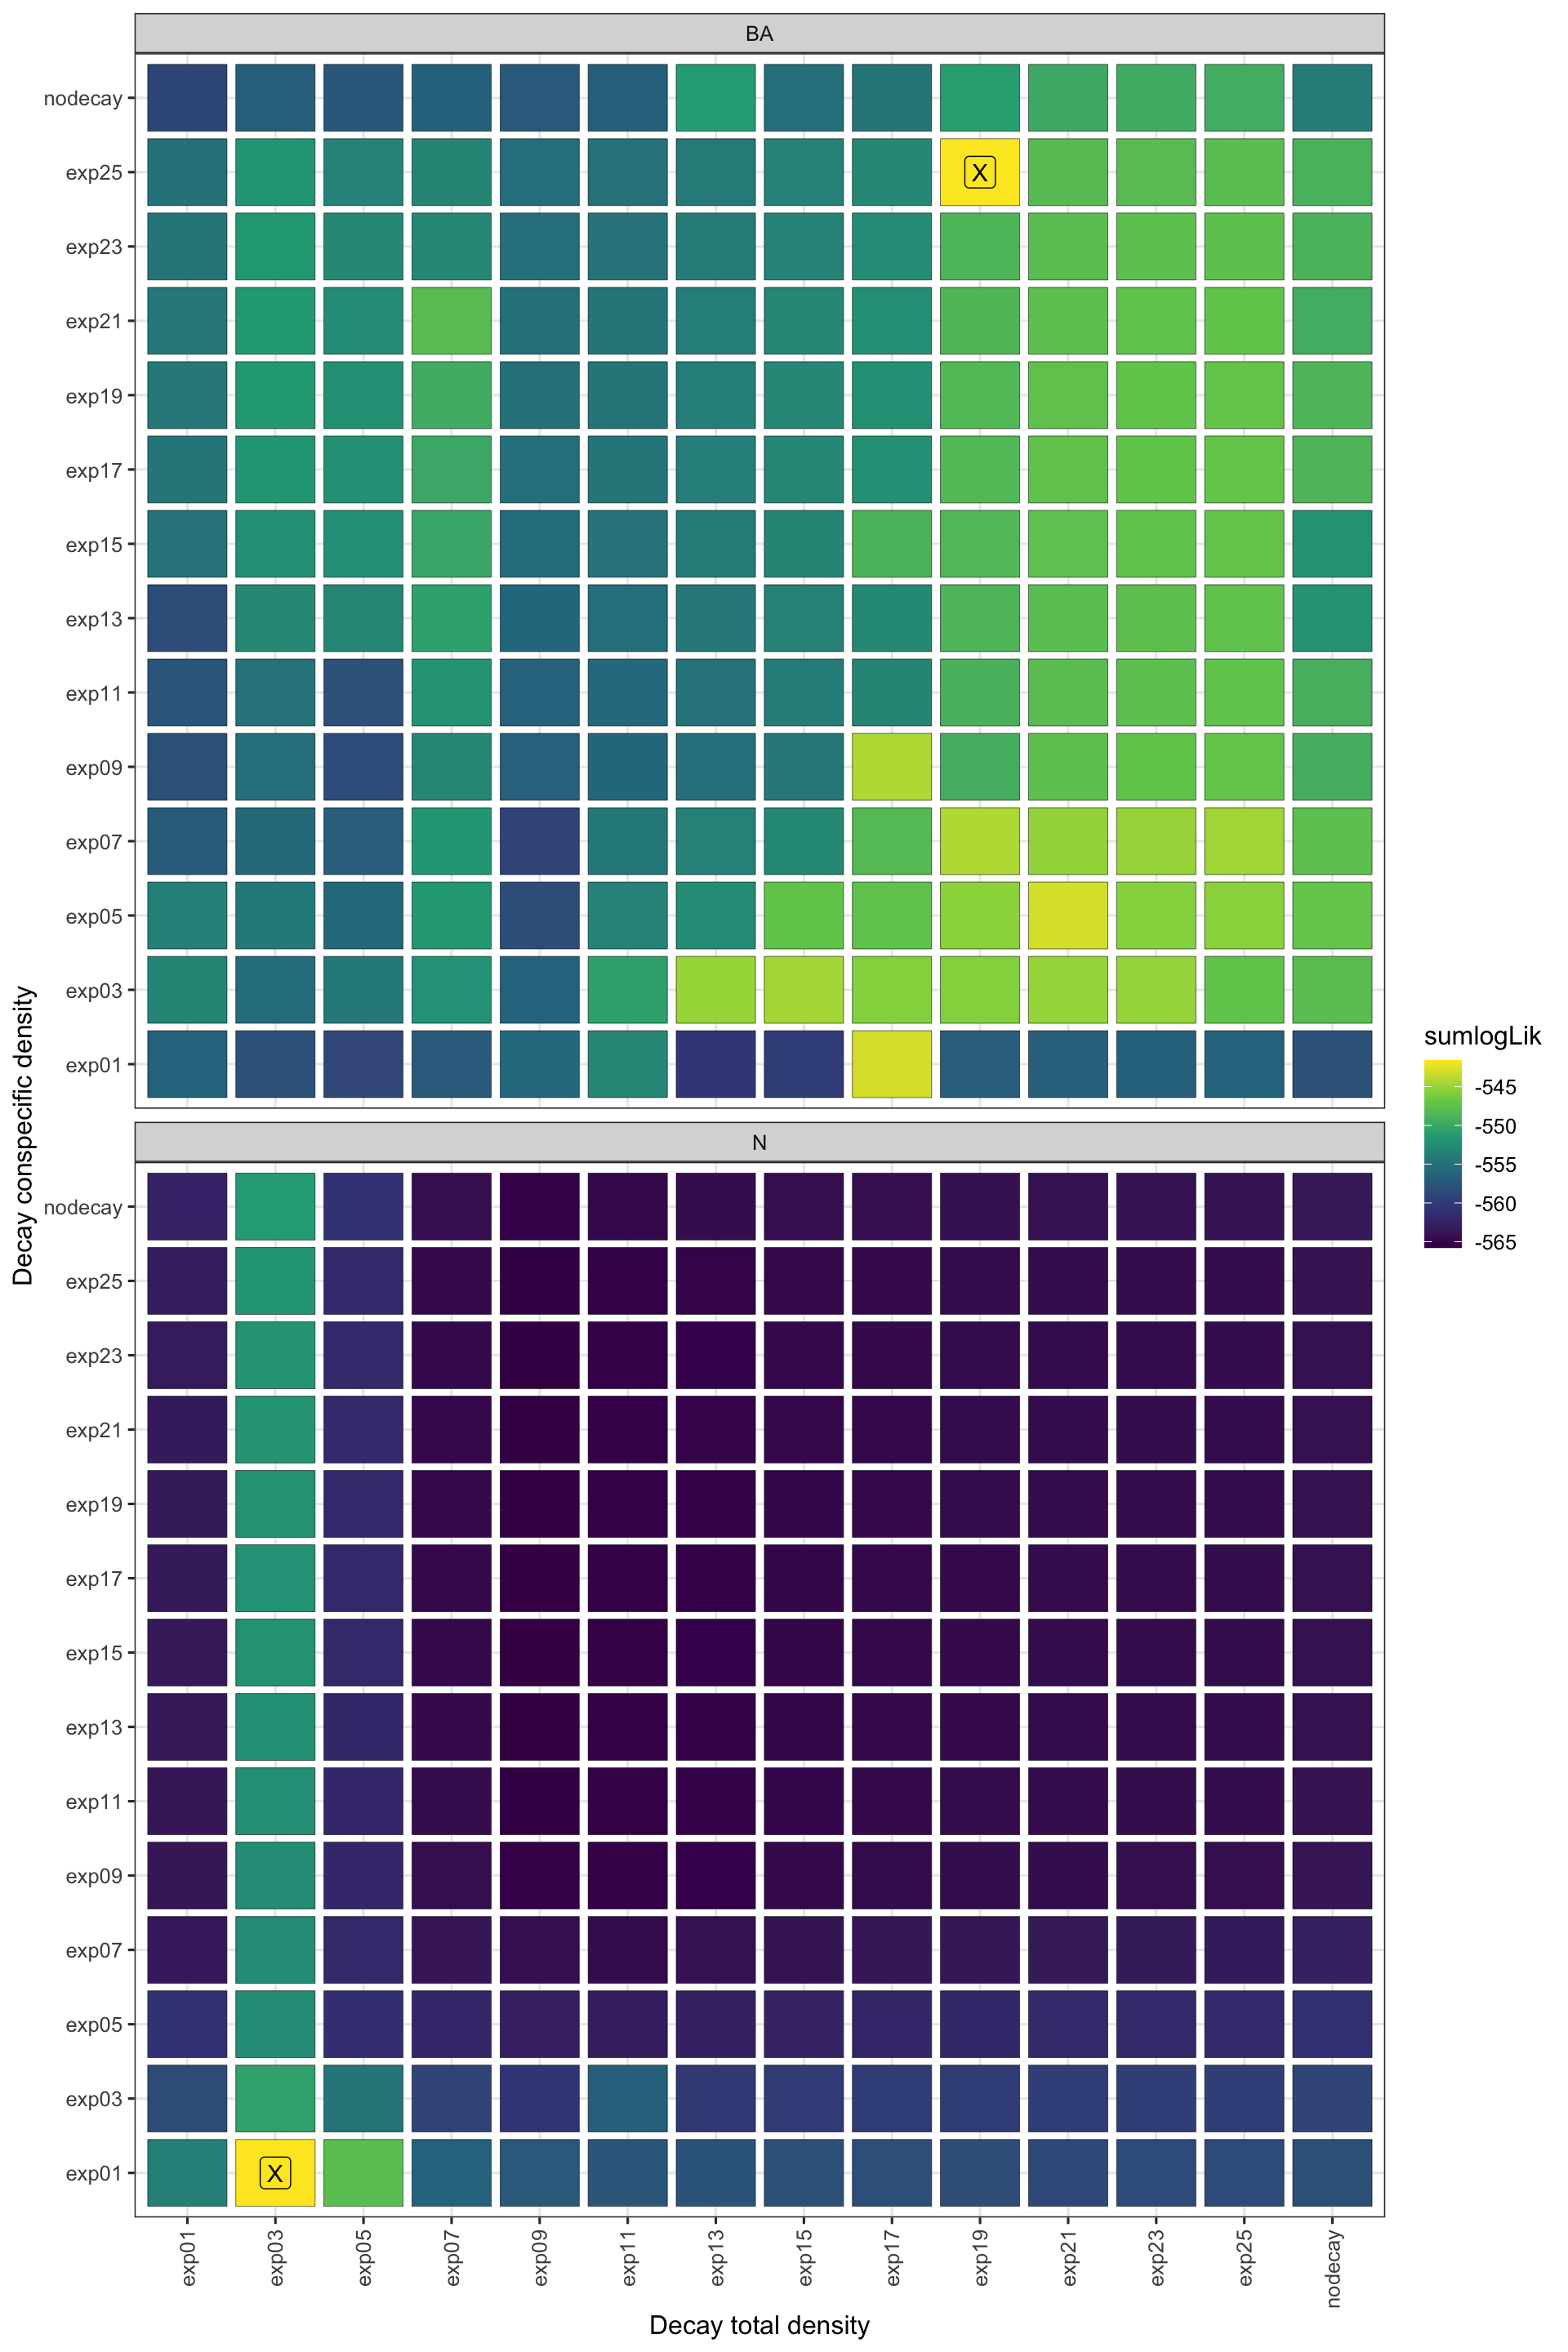 BA
nodecay
exp25
X
exp23
exp21
exp19
exp17
exp15
exp13
exp11
exp09
exp07
exp05
exp03
exp01
Decay conspecific density
sumlogLik
-545
-550
-555
-560
-565
N
nodecay
exp25
exp23
exp21
exp19
exp17
exp15
exp13
exp11
exp09
exp07
exp05
exp03
exp01
X
exp01
exp03
exp05
exp07
exp09
exp11
exp13
exp15
exp17
exp19
exp21
exp23
exp25
nodecay
Decay total density